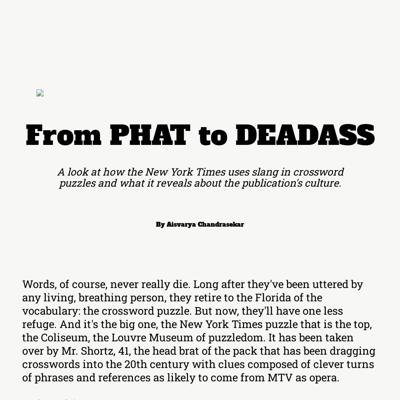 From PHAT to DEADASS
A look at how the New York Times uses slang in crossword
puzzles and what it reveals about the publication's culture.
By Aisvarya Chandrasekar
Words, of course, never really die. Long after they've been uttered by
any living, breathing person, they retire to the Florida of the
vocabulary: the crossword puzzle. But now, they'll have one less
refuge. And it's the big one, the New York Times puzzle that is the top,
the Coliseum, the Louvre Museum of puzzledom. It has been taken
over by Mr. Shortz, 41, the head brat of the pack that has been dragging
crosswords into the 20th century with clues composed of clever turns
of phrases and references as likely to come from MTV as opera.